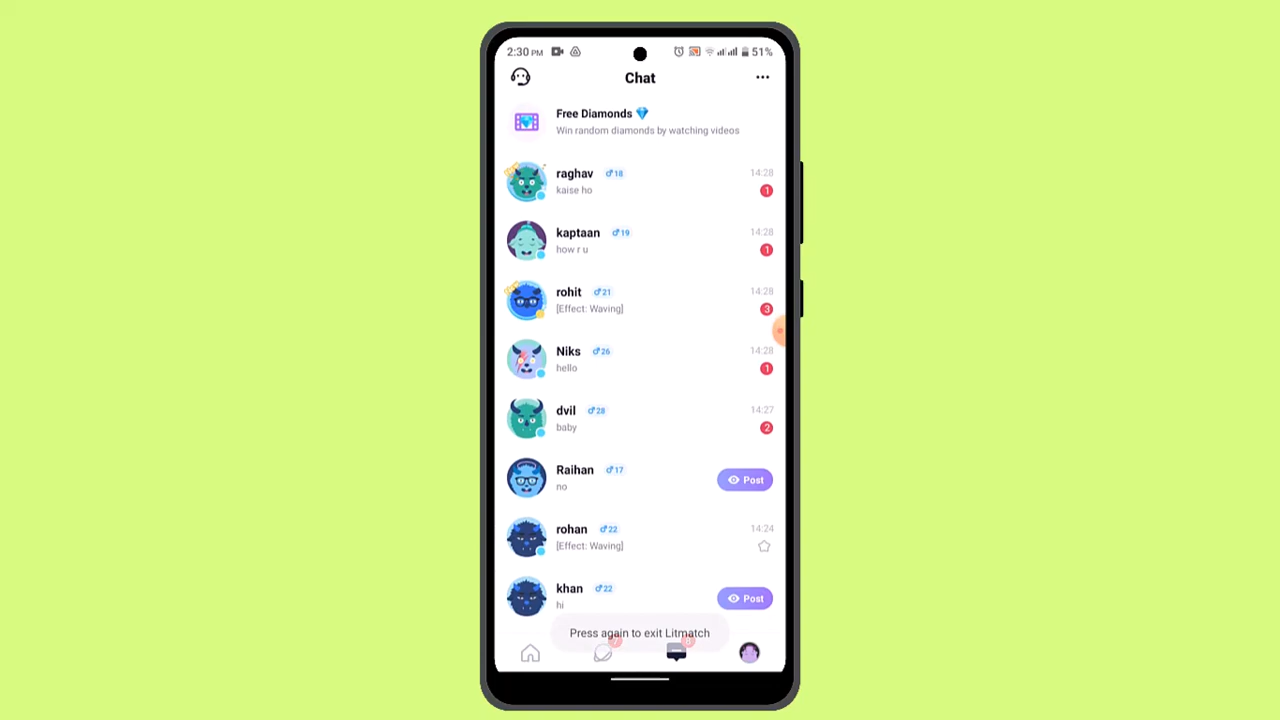 2:30 PM 51%
Chat
Free Diamonds 💎
Win random diamonds by watching videos
raghav ♂18 14:28
kaise ho 1
kaptaan ♂19 14:28
how r u 1
rohit ♂21 14:28
[Effect: Waving] 3
Niks ♂26 14:28
hello 1
dvil ♂28 14:27
baby 2
Raihan ♂17
no Post
rohan ♂22 14:24
[Effect: Waving]
khan ♂22
hi Post
Press again to exit Litmatch